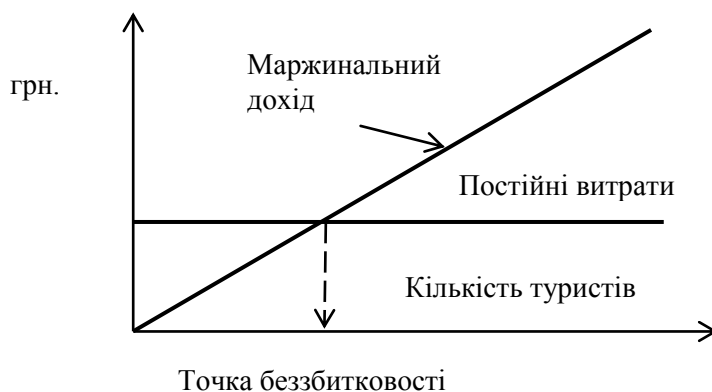 грн.
Маржинальний
дохід
Постійні витрати
Кількість туристів
Точка беззбитковості